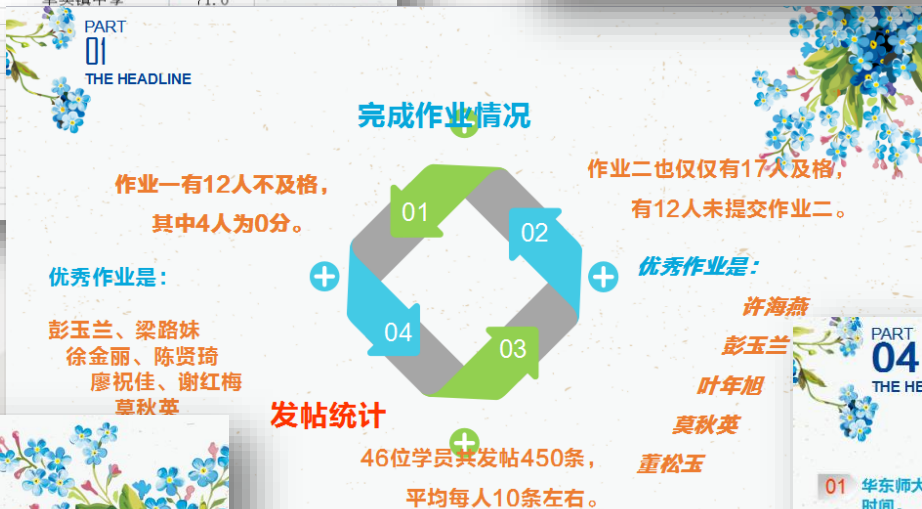 71.0
PART
01
THE HEADLINE
完成作业情况
作业一有12人不及格，
其中4人为0分。
作业二也仅仅有17人及格，
有12人未提交作业二。
01
02
03
04
优秀作业是：
彭玉兰、梁路妹
徐金丽、陈贤琦
廖祝佳、谢红梅
莫秋英
优秀作业是：
许海燕
彭玉兰
叶年旭
莫秋英
董松玉
发帖统计
46位学员共发帖450条，
平均每人10条左右。
PART
04
THE HE
01
华东师大
时间。